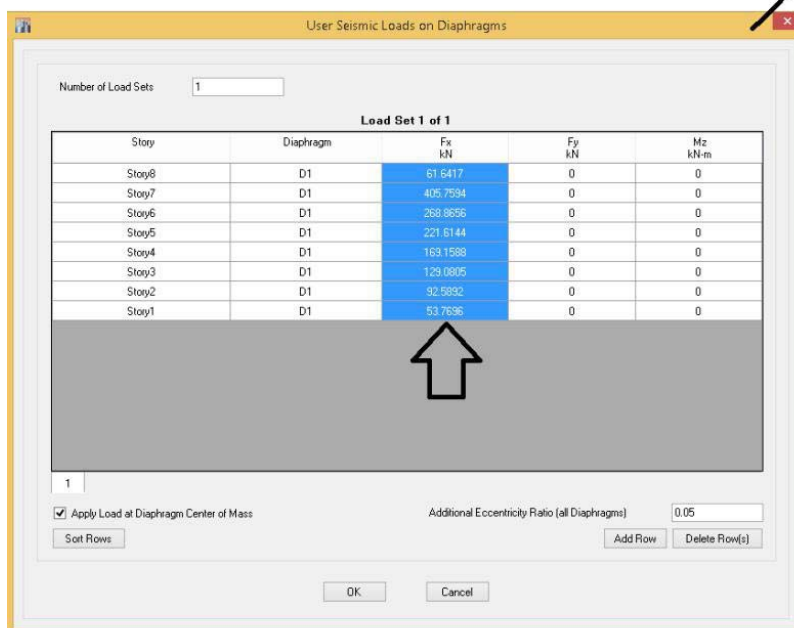 User Seismic Loads on Diaphragms
Number of Load Sets 1
Load Set 1 of 1
Story Diaphragm Fx kN Fy kN Mz kN-m
Story8 D1 61.6417 0 0
Story7 D1 405.7594 0 0
Story6 D1 268.8656 0 0
Story5 D1 221.6144 0 0
Story4 D1 169.1588 0 0
Story3 D1 129.0805 0 0
Story2 D1 92.5892 0 0
Story1 D1 53.7696 0 0
1
Apply Load at Diaphragm Center of Mass Additional Eccentricity Ratio (all Diaphragms) 0.05
Sort Rows Add Row Delete Row(s)
OK Cancel